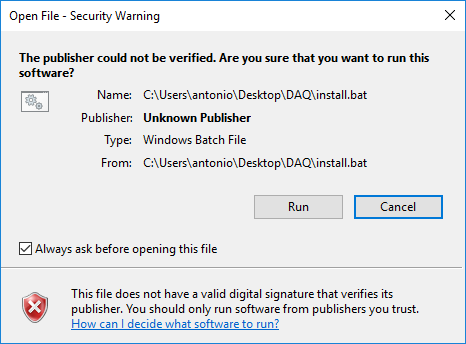 Open File - Security Warning
The publisher could not be verified. Are you sure that you want to run this
software?
Name: C:\Users\antonio\Desktop\DAQ\install.bat
Publisher: Unknown Publisher
Type: Windows Batch File
From: C:\Users\antonio\Desktop\DAQ\install.bat
Run Cancel
Always ask before opening this file
This file does not have a valid digital signature that verifies its
publisher. You should only run software from publishers you trust.
How can I decide what software to run?